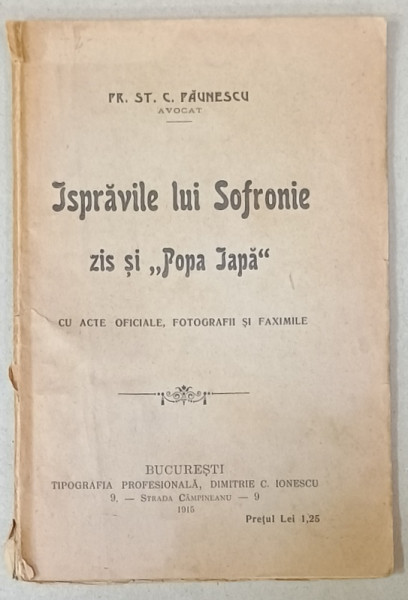 PR. ST. C. PĂUNESCU
AVOCAT
Isprăvile lui Sofronie
zis și „Popa Iapă“
CU ACTE OFICIALE, FOTOGRAFII ȘI FAXIMILE
BUCUREȘTI
TIPOGRAFIA PROFESIONALĂ, DIMITRIE C. IONESCU
9. — STRADA CÂMPINEANU — 9
1915
Prețul Lei 1,25